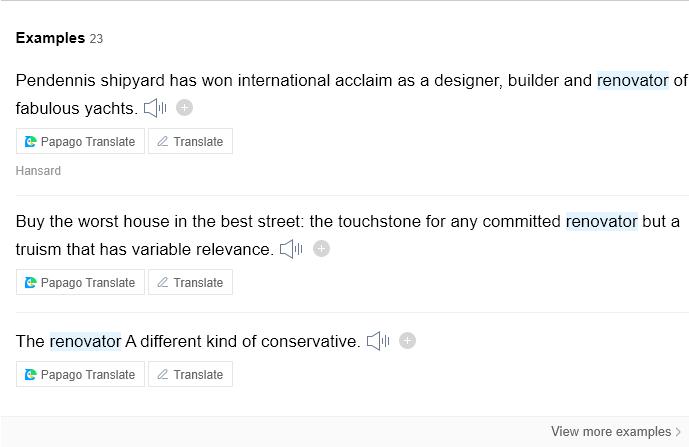 Examples 23
Pendennis shipyard has won international acclaim as a designer, builder and renovator of
fabulous yachts.
Papago Translate Translate
Hansard
Buy the worst house in the best street: the touchstone for any committed renovator but a
truism that has variable relevance.
Papago Translate Translate
The renovator A different kind of conservative.
Papago Translate Translate
View more examples